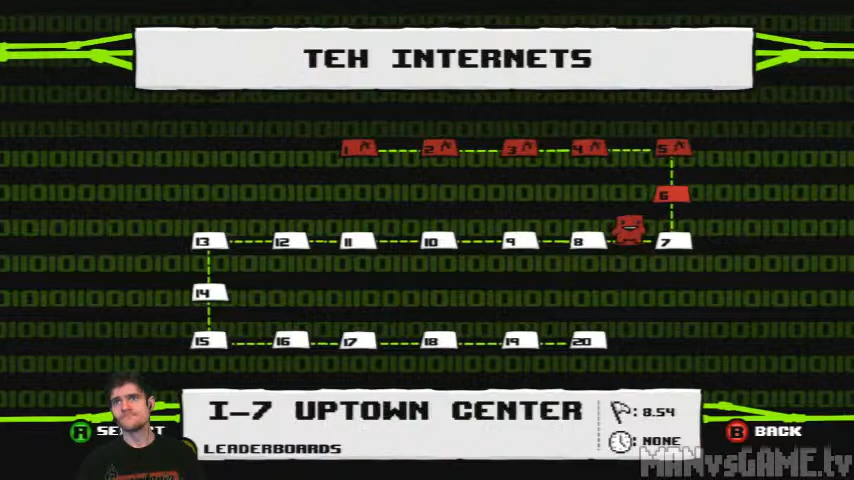 TEH INTERNETS
1 2 3 4 5
6
13 12 11 10 9 8 7
14
15 16 17 18 19 20
I-7 UPTOWN CENTER
: 8.54
A
B BACK
LEADERBOARDS
: NONE
MANvsGAME.tv